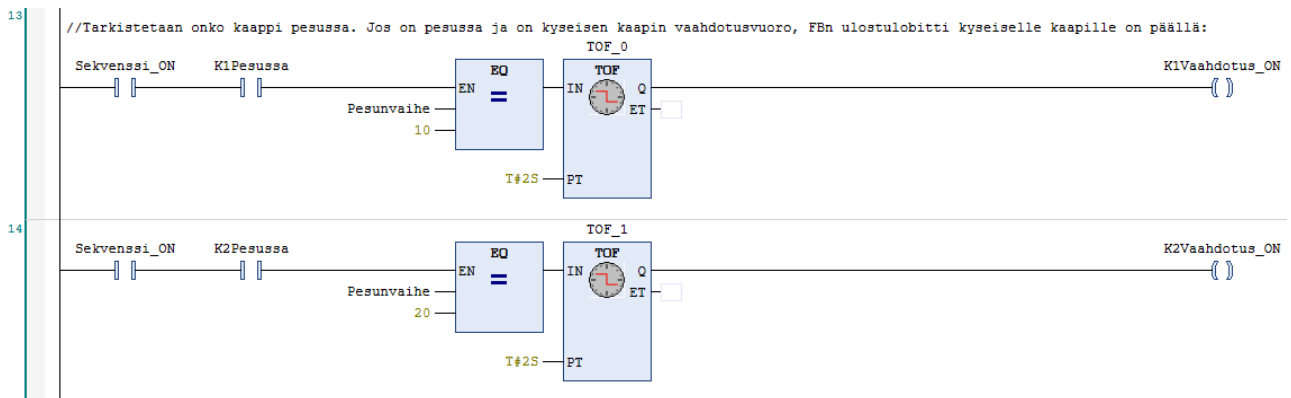 13
//Tarkistetaan onko kaappi pesussa. Jos on pesussa ja on kyseisen kaapin vaahdotusvuoro, FBn ulostulobitti kyseiselle kaapille on päällä:
TOF_0
Sekvenssi_ON K1Pesussa EQ TOF K1Vaahdotus_ON
EN = IN Q
Pesunvaihe ET
10
T#2S PT
14
TOF_1
Sekvenssi_ON K2Pesussa EQ TOF K2Vaahdotus_ON
EN = IN Q
Pesunvaihe ET
20
T#2S PT